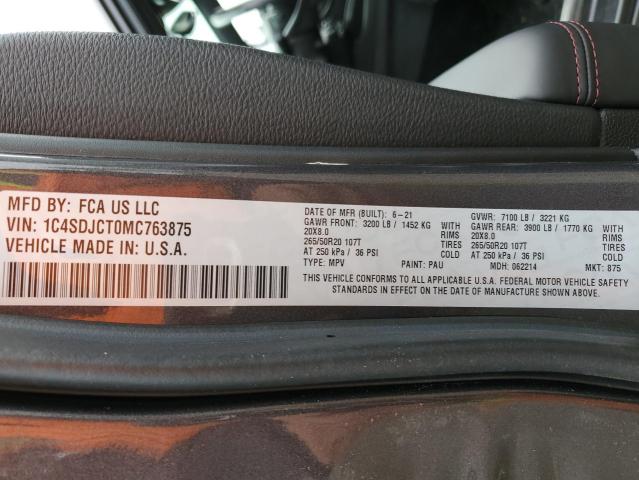 MFD BY: FCA US LLC
VIN: 1C4SDJCT0MC763875
VEHICLE MADE IN U.S.A.
DATE OF MFR (BUILT): 6-21 GVWR: 7100 LB / 3221 KG
GAWR FRONT: 3200 LB / 1452 KG WITH GAWR REAR: 3900 LB / 1770 KG WITH
20X8.0 RIMS 20X8.0 RIMS
265/50R20 107T TIRES 265/50R20 107T TIRES
AT 250 kPa / 36 PSI COLD AT 250 kPa / 36 PSI COLD
TYPE: MPV PAINT: PAU MDH: 062214 MKT: 875
THIS VEHICLE CONFORMS TO ALL APPLICABLE U.S.A. FEDERAL MOTOR VEHICLE SAFETY
STANDARDS IN EFFECT ON THE DATE OF MANUFACTURE SHOWN ABOVE.